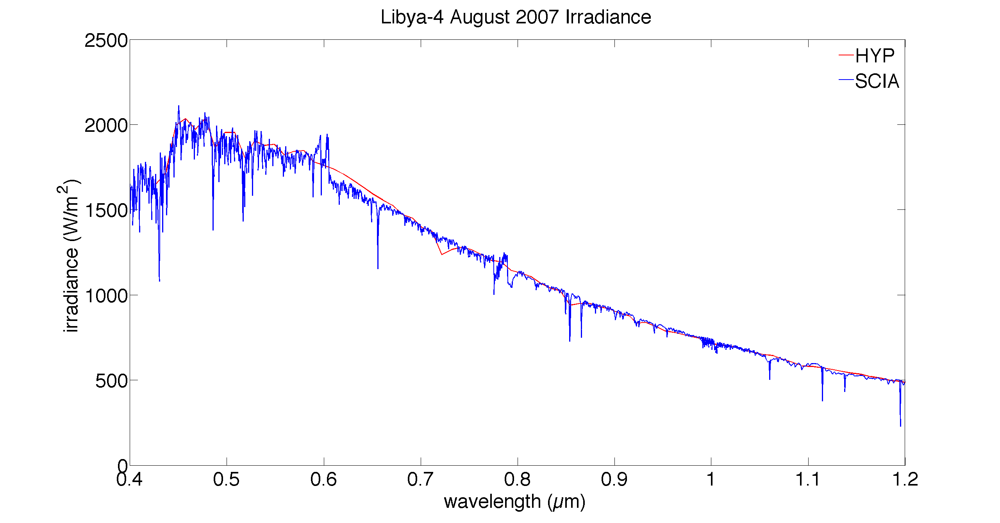 Libya-4 August 2007 Irradiance
2500
2000
1500
1000
500
0
irradiance (W/m²)
HYP
SCIA
0.4 0.5 0.6 0.7 0.8 0.9 1 1.1 1.2
wavelength (µm)